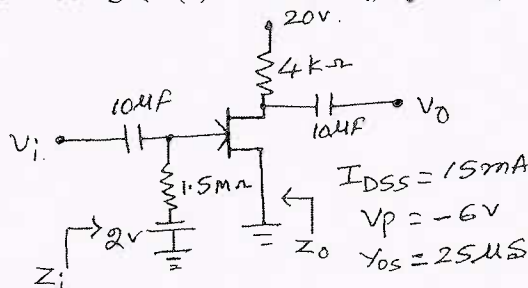 20V.
4KΩ
10µF
Vi
10µF
Vo
1.5MΩ
2V
Zi
Zo
IDSS = 15mA
Vp = -6V
Yos = 25µS